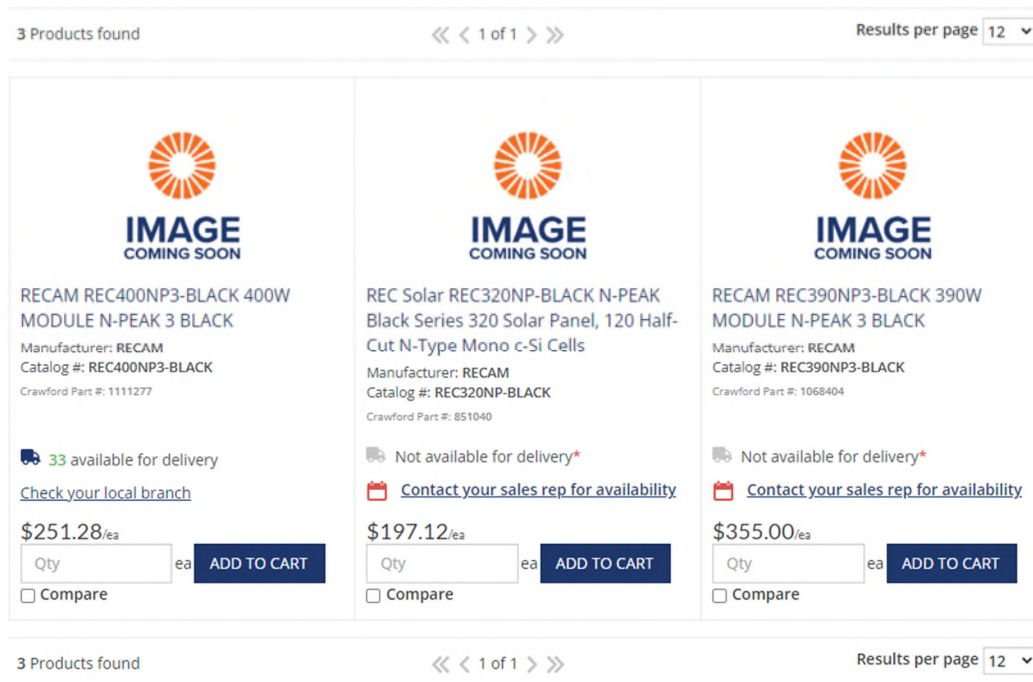 3 Products found
1 of 1
Results per page 12
IMAGE
COMING SOON
RECAM REC400NP3-BLACK 400W
MODULE N-PEAK 3 BLACK
Manufacturer: RECAM
Catalog #: REC400NP3-BLACK
Crawford Part #: 1111277
33 available for delivery
Check your local branch
$251.28/ea
Qty
ea
ADD TO CART
Compare
IMAGE
COMING SOON
REC Solar REC320NP-BLACK N-PEAK
Black Series 320 Solar Panel, 120 Half-
Cut N-Type Mono c-Si Cells
Manufacturer: RECAM
Catalog #: REC320NP-BLACK
Crawford Part #: 851040
Not available for delivery*
Contact your sales rep for availability
$197.12/ea
Qty
ea
ADD TO CART
Compare
IMAGE
COMING SOON
RECAM REC390NP3-BLACK 390W
MODULE N-PEAK 3 BLACK
Manufacturer: RECAM
Catalog #: REC390NP3-BLACK
Crawford Part #: 1068404
Not available for delivery*
Contact your sales rep for availability
$355.00/ea
Qty
ea
ADD TO CART
Compare
3 Products found
1 of 1
Results per page 12